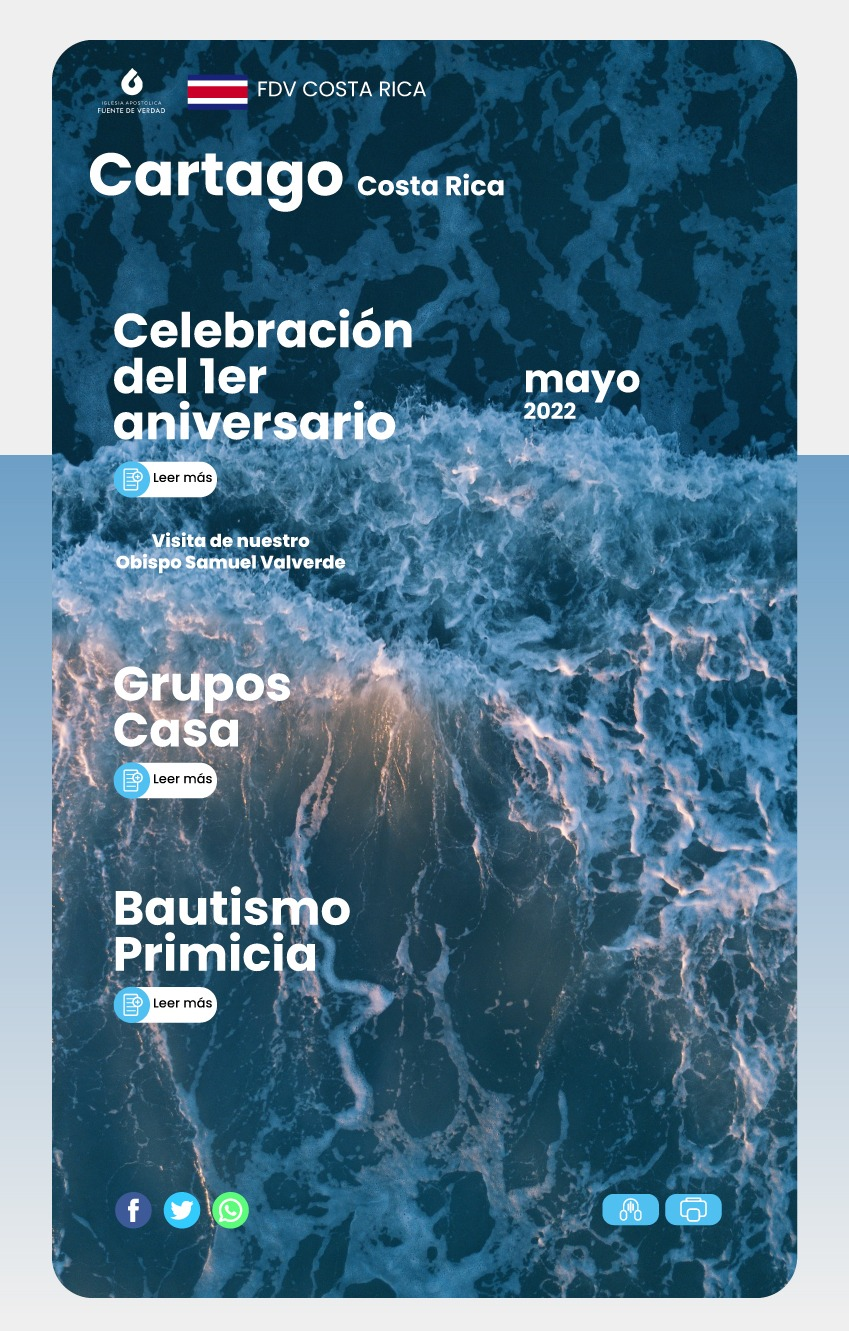 IGLESIA APOSTÓLICA
FUENTE DE VERDAD
FDV COSTA RICA
Cartago Costa Rica
Celebración
del 1er
aniversario
mayo
2022
Leer más
Visita de nuestro
Obispo Samuel Valverde
Grupos
Casa
Leer más
Bautismo
Primicia
Leer más